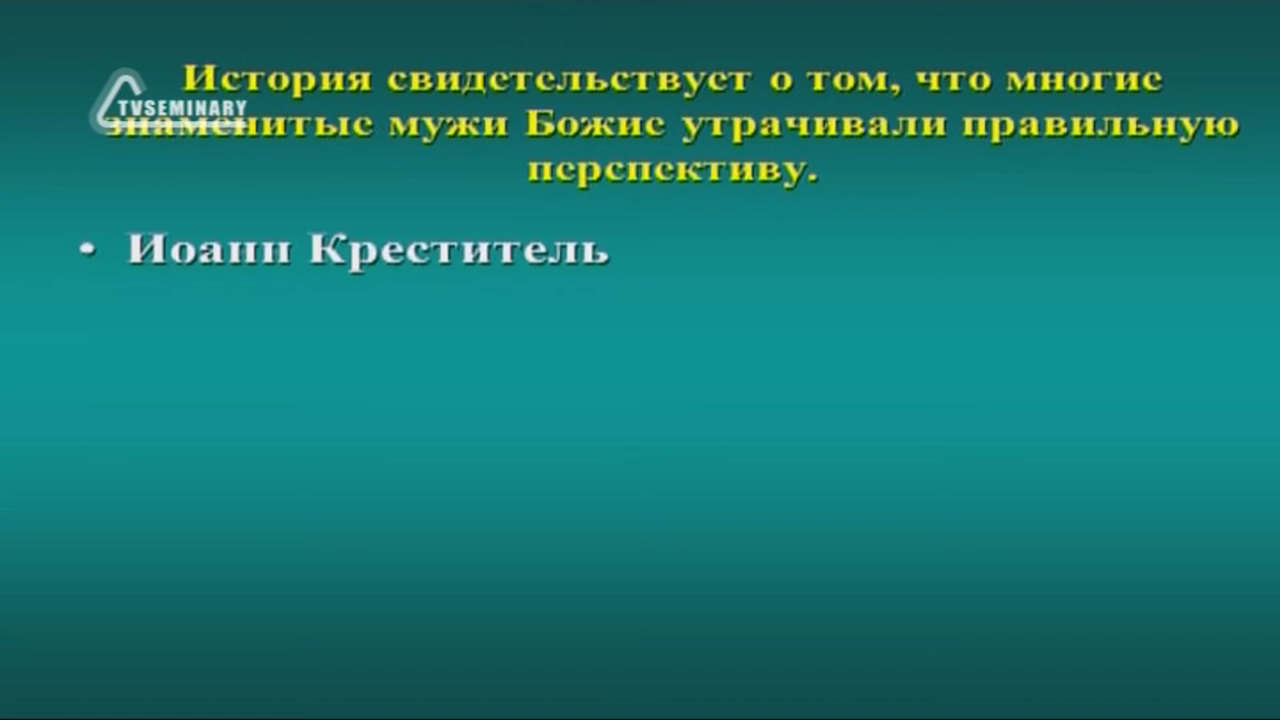 История свидетельствует о том, что многие
TVSEMINARY
знаменитые мужи Божие утрачивали правильную
перспективу.
• Иоанн Креститель